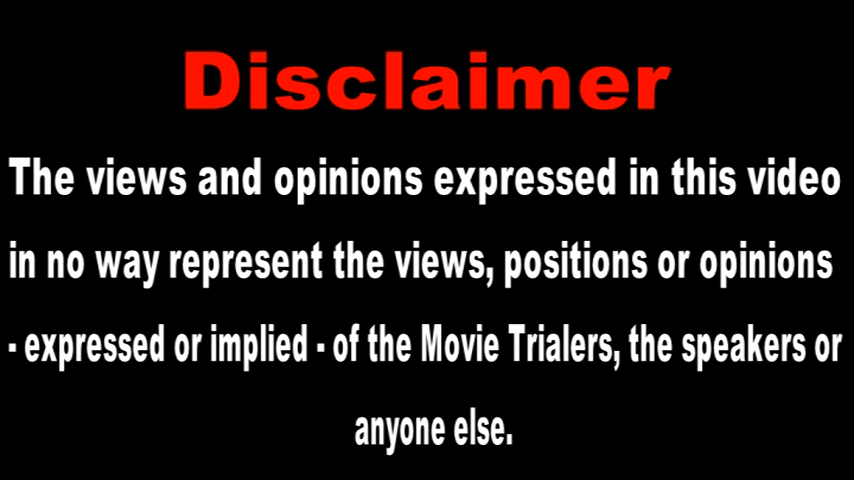 Disclaimer
The views and opinions expressed in this video
in no way represent the views, positions or opinions
- expressed or implied - of the Movie Trialers, the speakers or
anyone else.